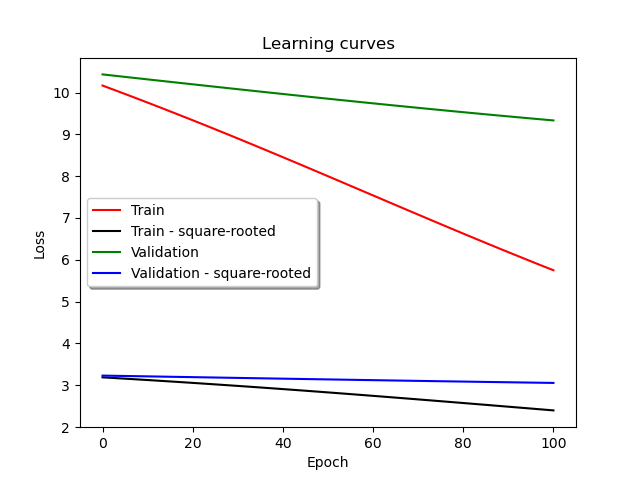 Learning curves
10
9
8
7
6
5
4
3
2
Loss
Train
Train - square-rooted
Validation
Validation - square-rooted
0 20 40 60 80 100
Epoch